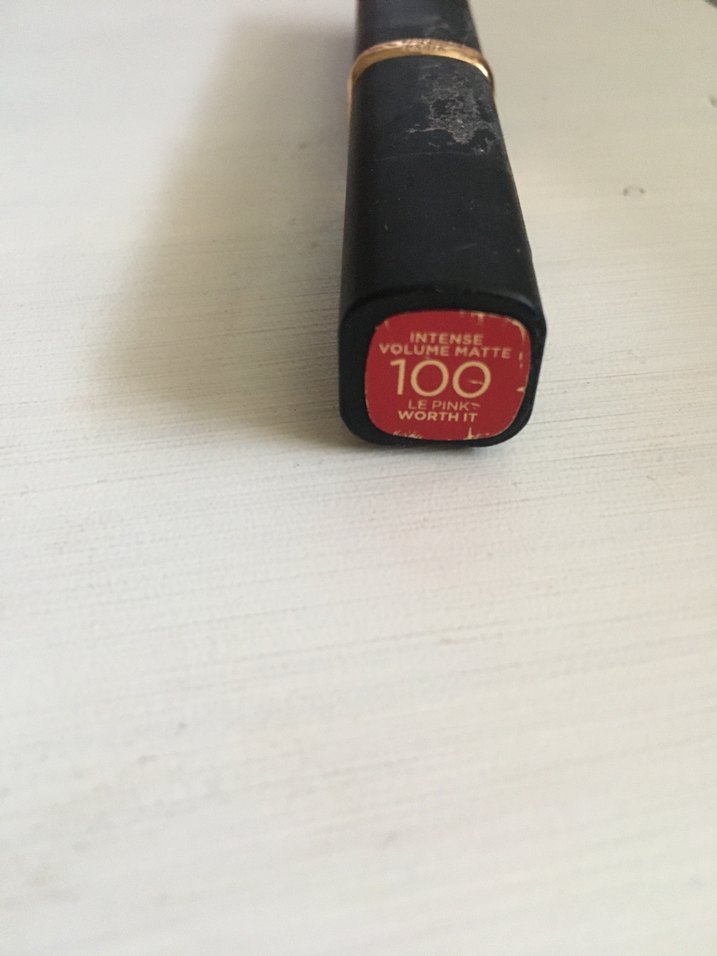 INTENSE
VOLUME MATTE
100
LE PINK
WORTH IT